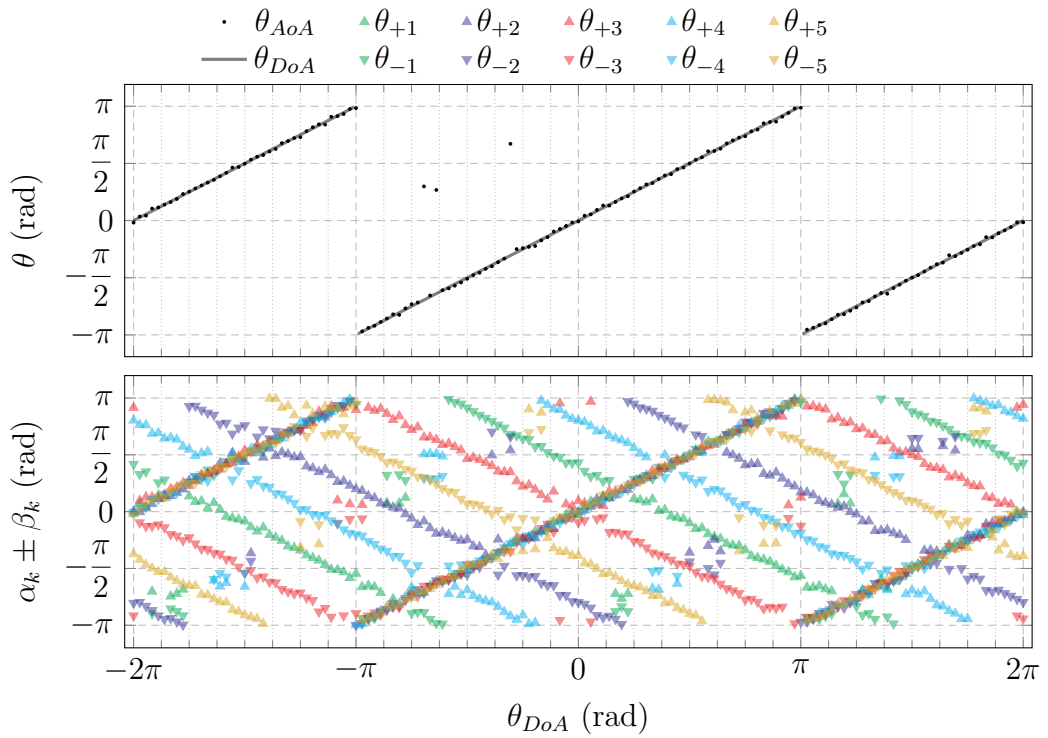 θ_AoA θ_+1 θ_+2 θ_+3 θ_+4 θ_+5
θ_DoA θ_−1 θ_−2 θ_−3 θ_−4 θ_−5
π
π/2
0
−π/2
−π
θ (rad)
π
π/2
0
−π/2
−π
α_k ± β_k (rad)
−2π −π 0 π 2π
θ_DoA (rad)